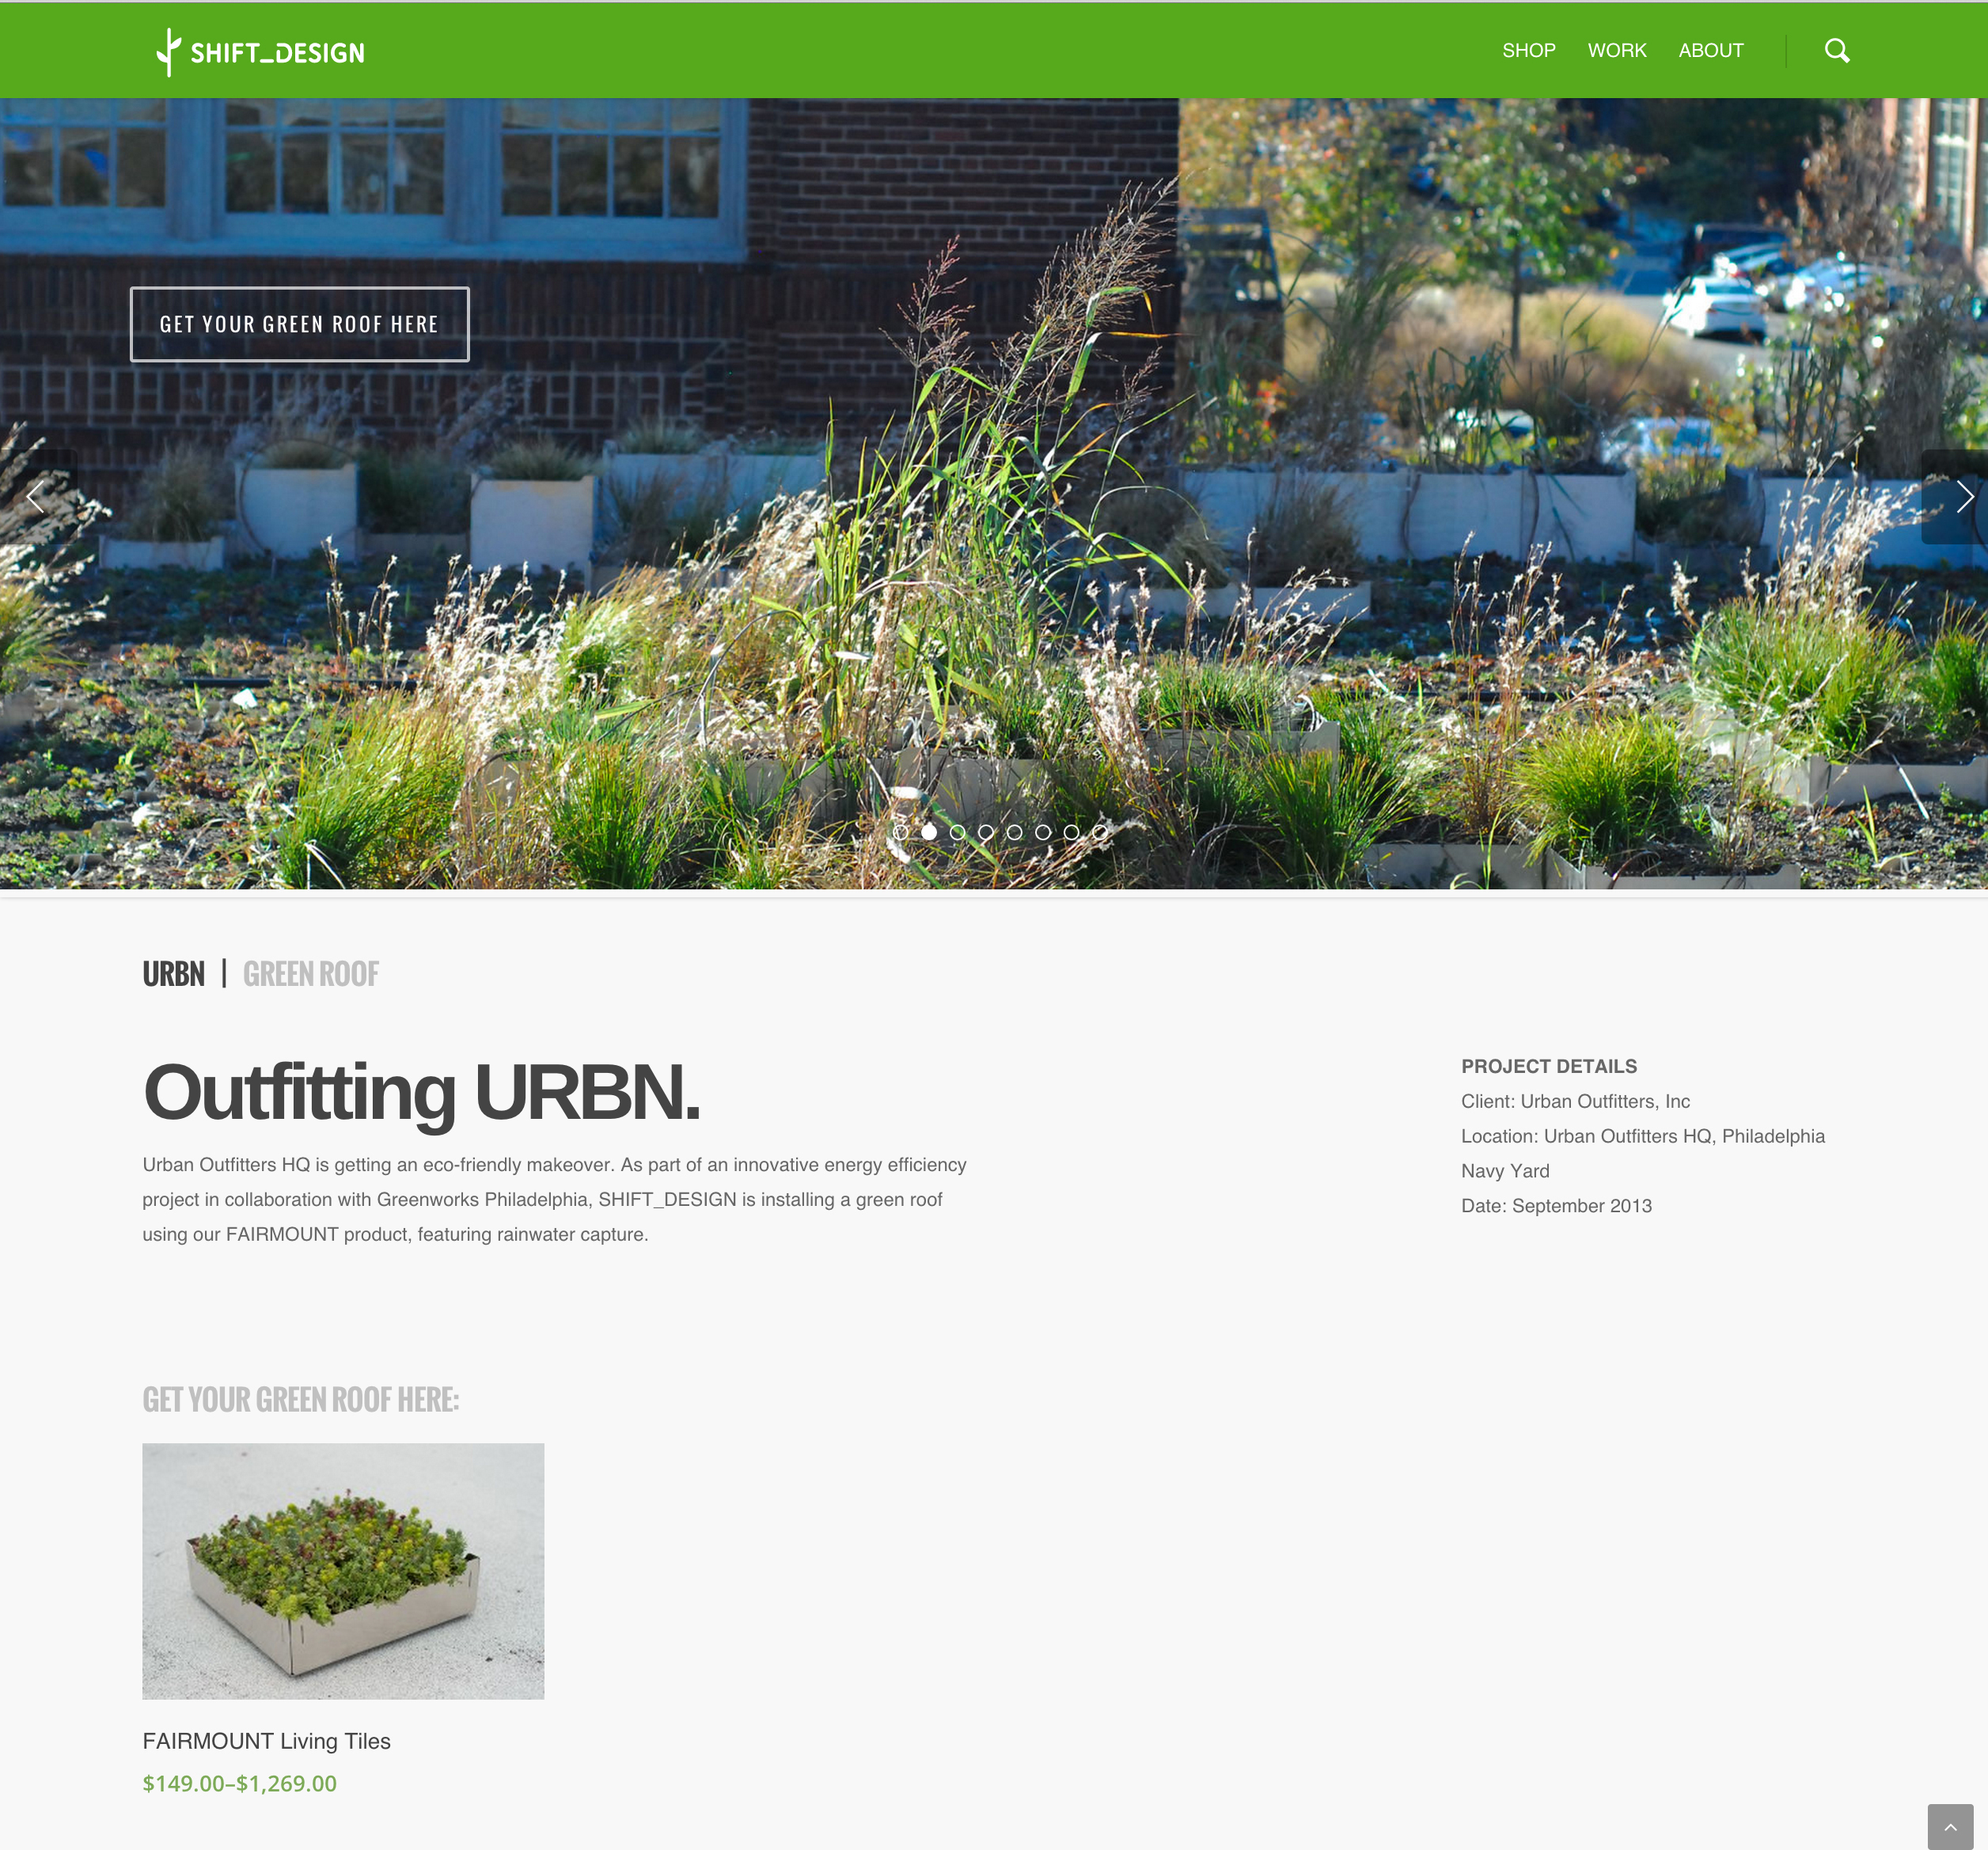 SHIFT_DESIGN
SHOP WORK ABOUT
GET YOUR GREEN ROOF HERE
URBN | GREEN ROOF
Outfitting URBN.
Urban Outfitters HQ is getting an eco-friendly makeover. As part of an innovative energy efficiency
project in collaboration with Greenworks Philadelphia, SHIFT_DESIGN is installing a green roof
using our FAIRMOUNT product, featuring rainwater capture.
PROJECT DETAILS
Client: Urban Outfitters, Inc
Location: Urban Outfitters HQ, Philadelphia
Navy Yard
Date: September 2013
GET YOUR GREEN ROOF HERE:
FAIRMOUNT Living Tiles
$149.00–$1,269.00